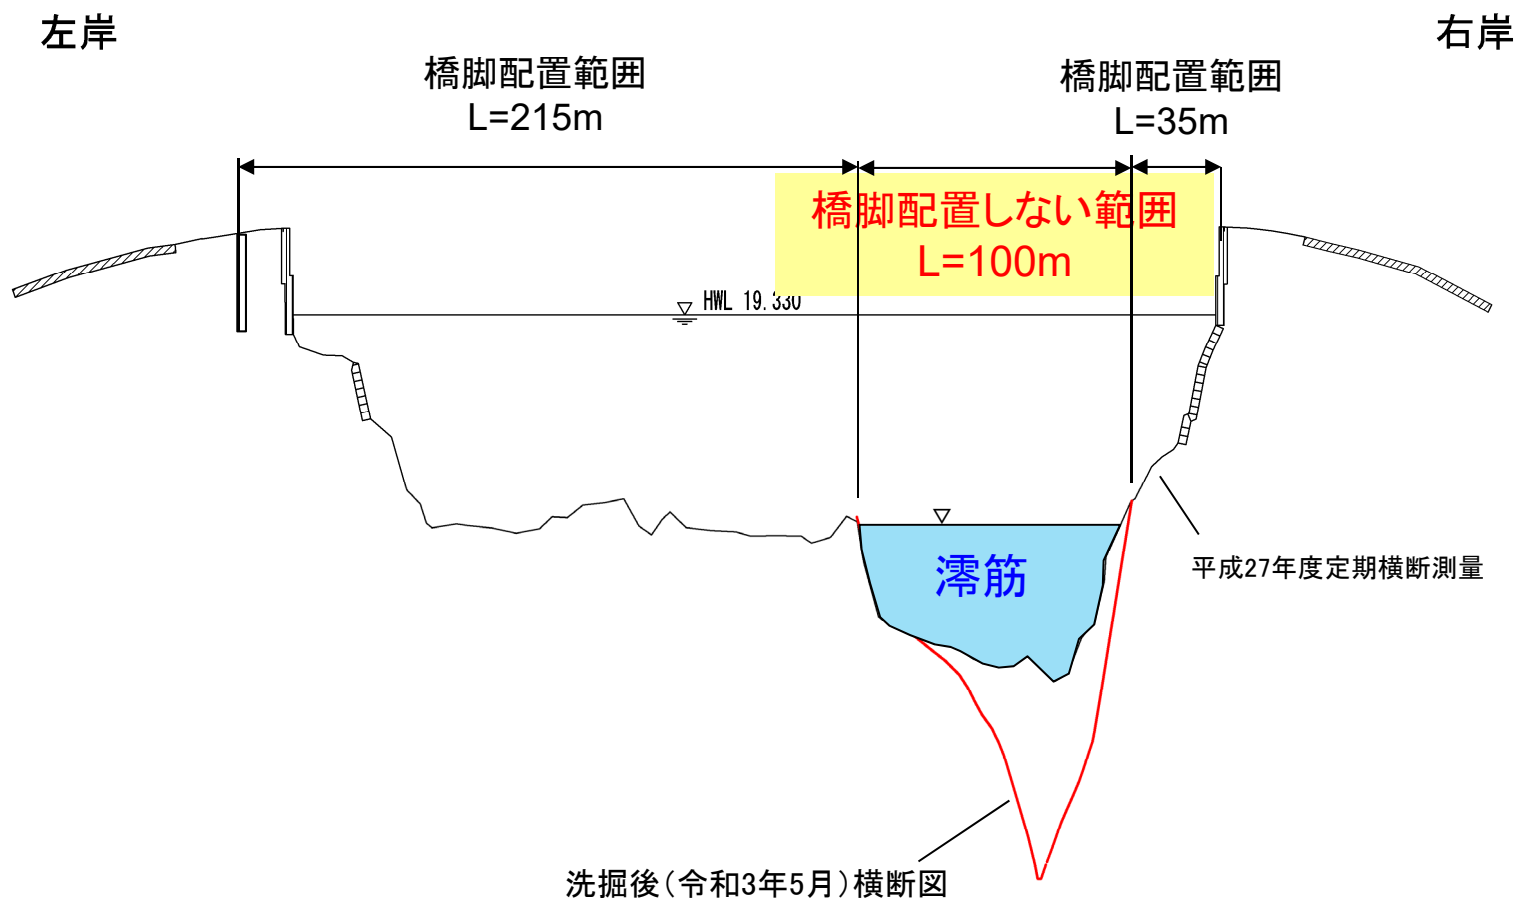 左岸
右岸
橋脚配置範囲
L=215m
橋脚配置範囲
L=35m
橋脚配置しない範囲
L=100m
HWL 19.330
澪筋
平成27年度定期横断測量
洗掘後(令和3年5月)横断図